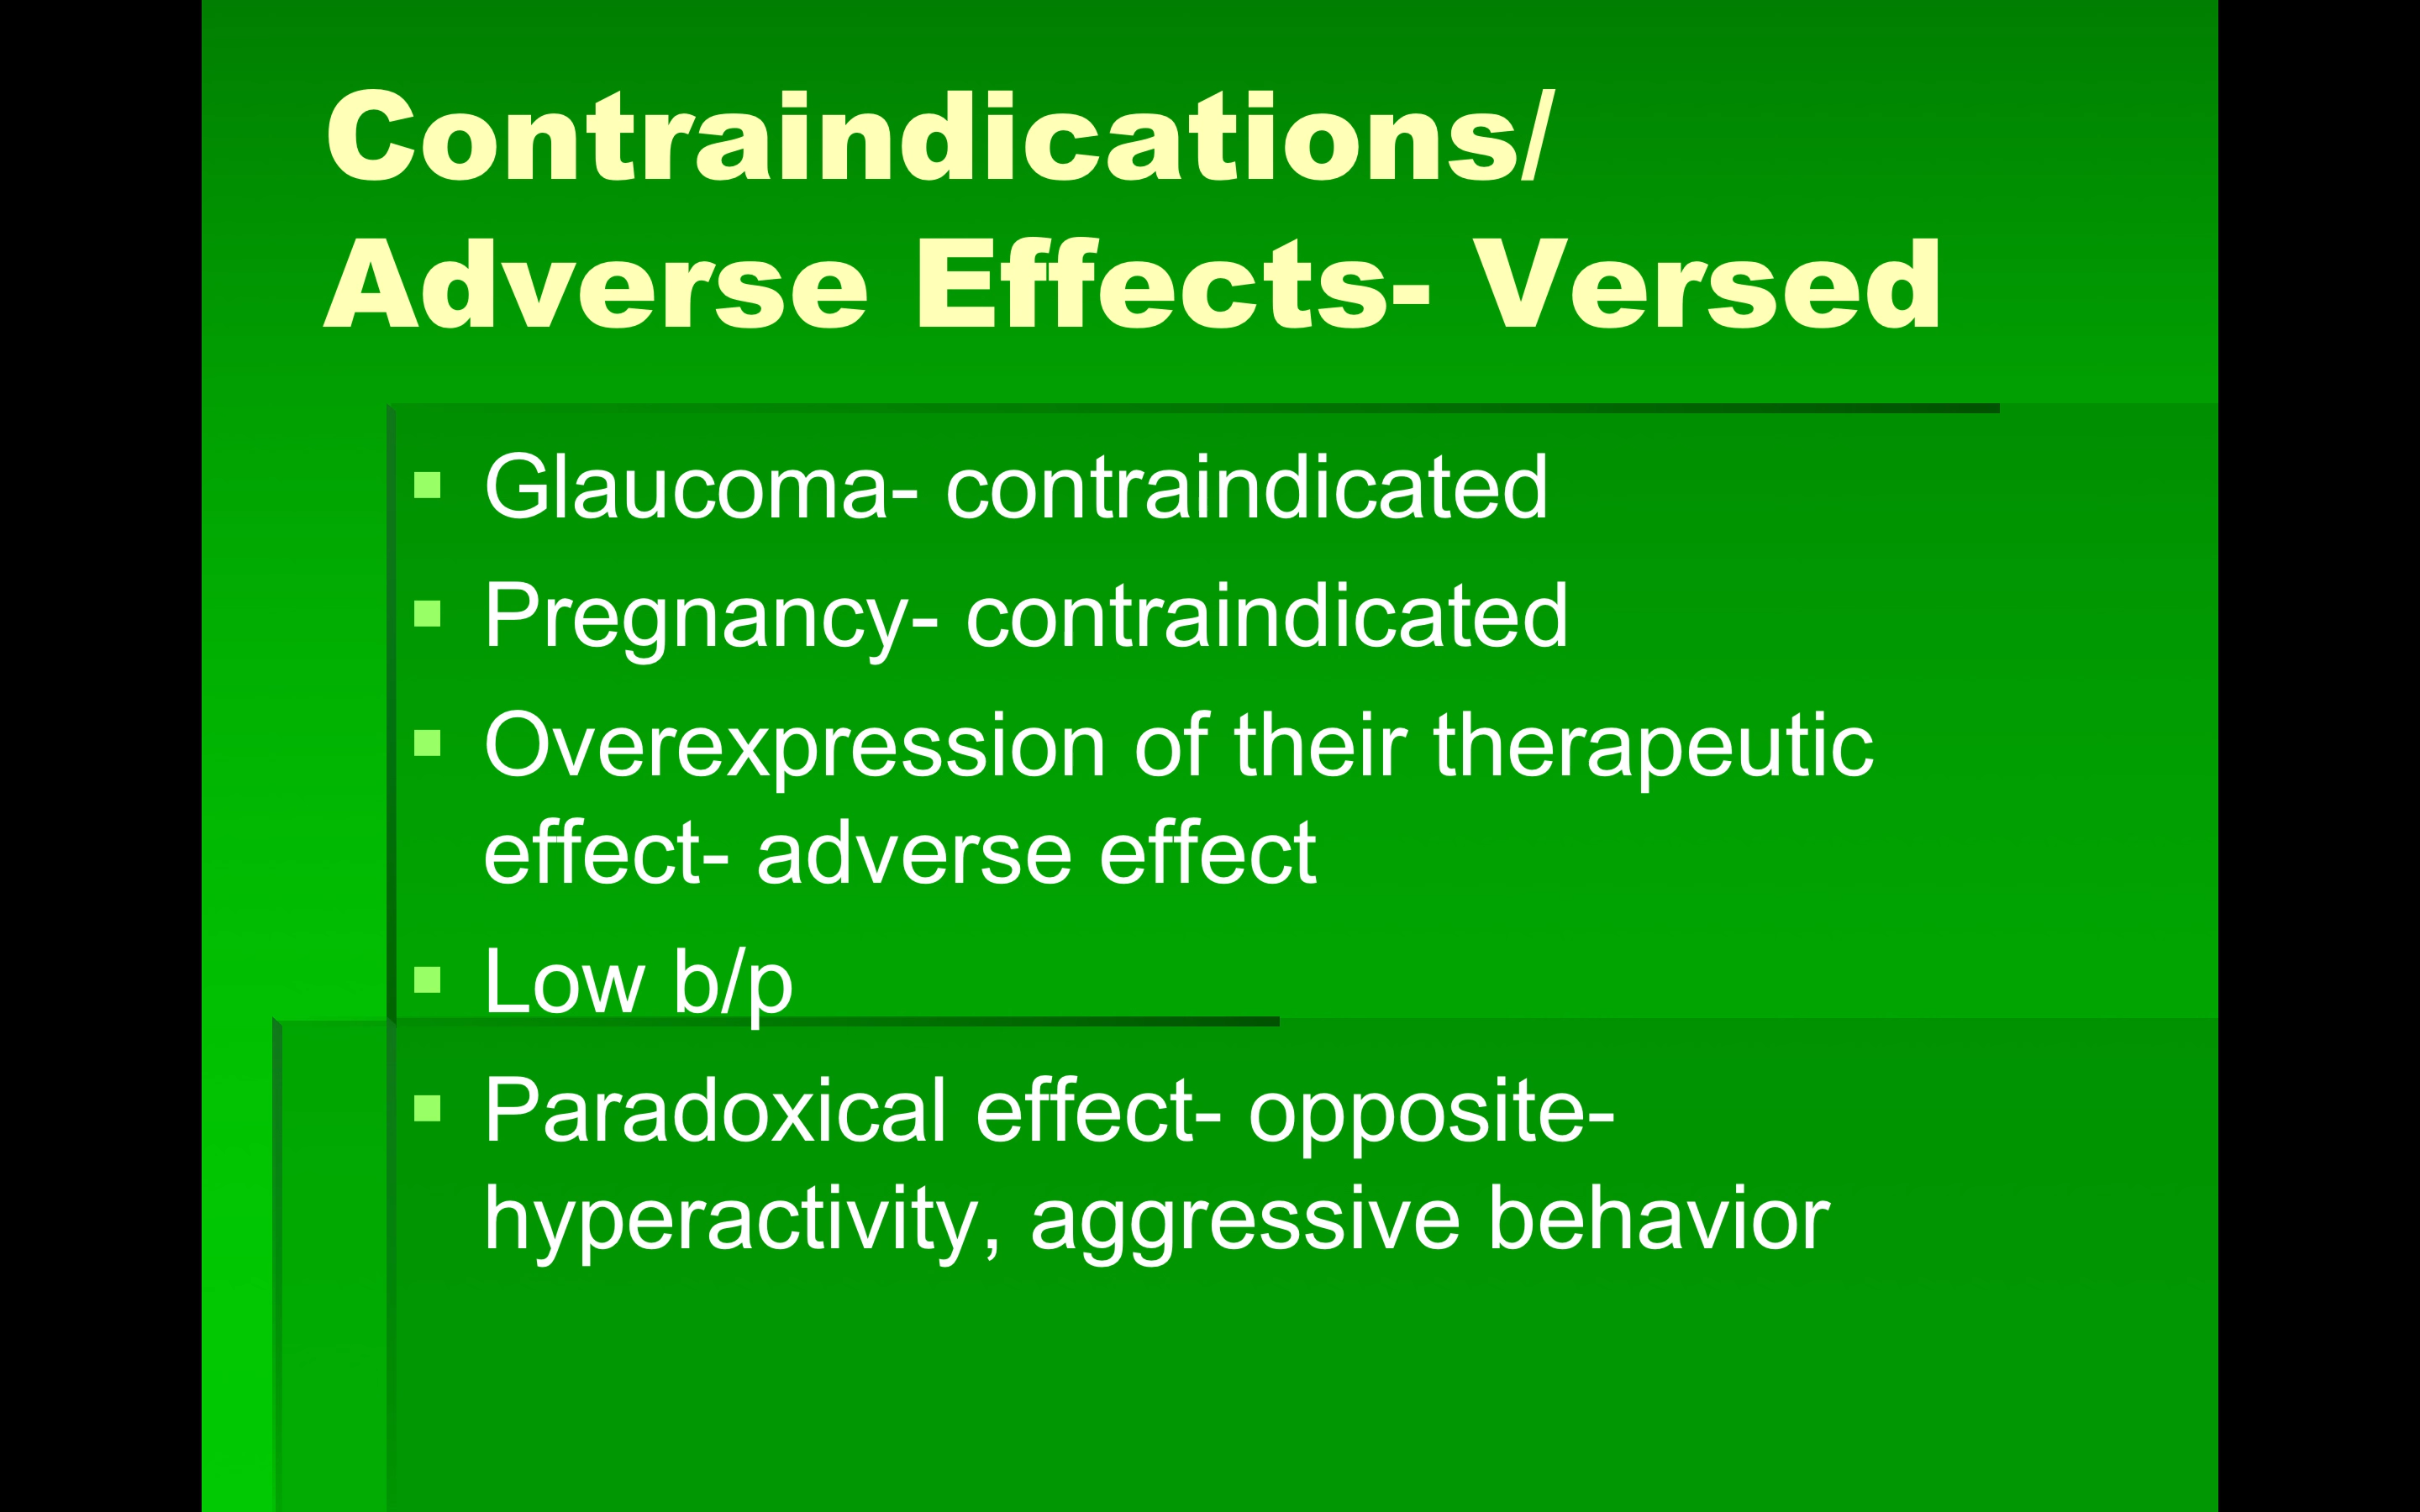 Contraindications/
Adverse Effects- Versed
Glaucoma- contraindicated
Pregnancy- contraindicated
Overexpression of their therapeutic
effect- adverse effect
Low b/p
Paradoxical effect- opposite-
hyperactivity, aggressive behavior